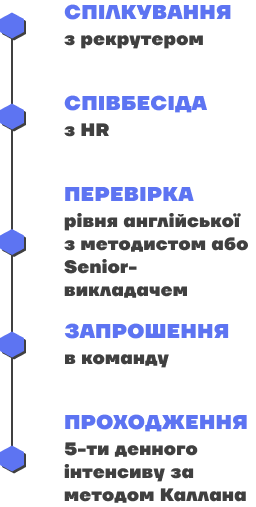 СПІЛКУВАННЯ
з рекрутером
СПІВБЕСІДА
з HR
ПЕРЕВІРКА
рівня англійської
з методистом або
Senior-
викладачем
ЗАПРОШЕННЯ
в команду
ПРОХОДЖЕННЯ
5-ти денного
інтенсиву за
методом Каллана